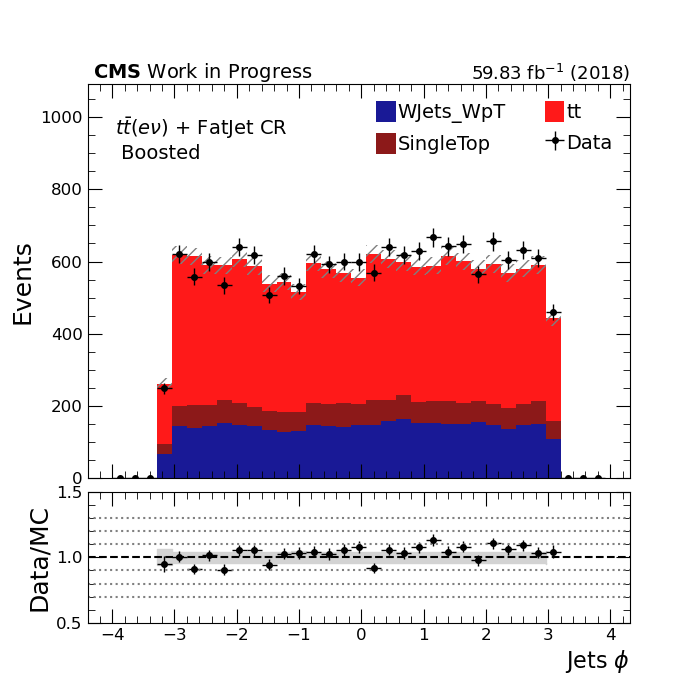 CMS Work in Progress
59.83 fb⁻¹ (2018)
tt̄(eν) + FatJet CR
Boosted
WJets_WpT
tt
SingleTop
Data
Events
1000
800
600
400
200
0
Data/MC
1.5
1.0
0.5
−4 −3 −2 −1 0 1 2 3 4
Jets ϕ